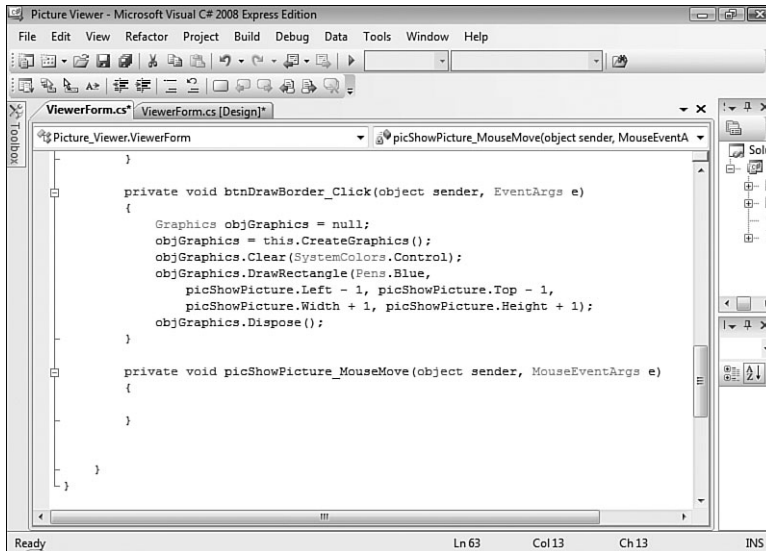 Picture Viewer - Microsoft Visual C# 2008 Express Edition
File Edit View Refactor Project Build Debug Data Tools Window Help
Toolbox
ViewerForm.cs* ViewerForm.cs [Design]*
Picture_Viewer.ViewerForm picShowPicture_MouseMove(object sender, MouseEventA
}
private void btnDrawBorder_Click(object sender, EventArgs e)
{
Graphics objGraphics = null;
objGraphics = this.CreateGraphics();
objGraphics.Clear(SystemColors.Control);
objGraphics.DrawRectangle(Pens.Blue,
picShowPicture.Left - 1, picShowPicture.Top - 1,
picShowPicture.Width + 1, picShowPicture.Height + 1);
objGraphics.Dispose();
}
private void picShowPicture_MouseMove(object sender, MouseEventArgs e)
{
}
}
}
Solu
Ready Ln 63 Col 13 Ch 13 INS